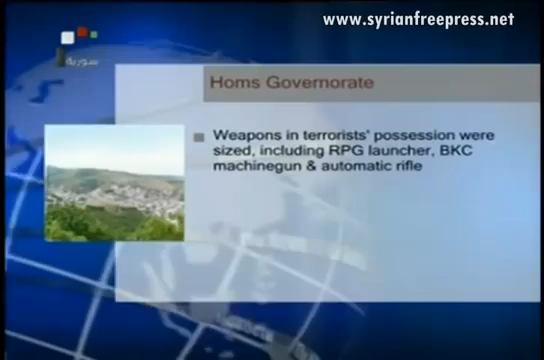 www.syrianfreepress.net
سورية
Homs Governorate
Weapons in terrorists' possession were
sized, including RPG launcher, BKC
machinegun & automatic rifle